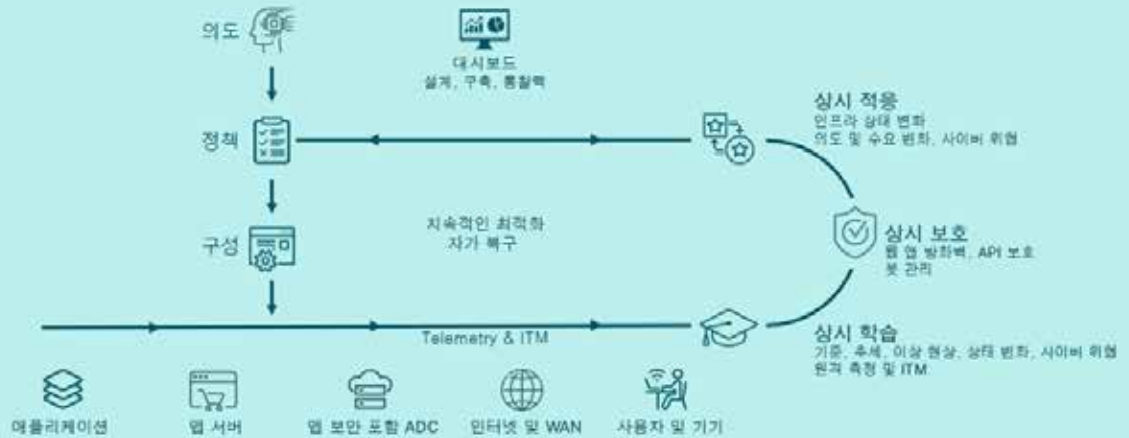 의도
대시보드
설계, 구축, 통찰력
상시 적응
인프라 상태 변화
의도 및 수요 변화, 사이버 위협
정책
지속적인 최적화
자가 복구
구성
상시 보호
웹 앱 방화벽, API 보호
봇 관리
Telemetry & ITM
상시 학습
기준, 추세, 이상 현상, 상태 변화, 사이버 위협
원격 측정 및 ITM
애플리케이션
앱 서버
앱 보안 포함 ADC
인터넷 및 WAN
사용자 및 기기